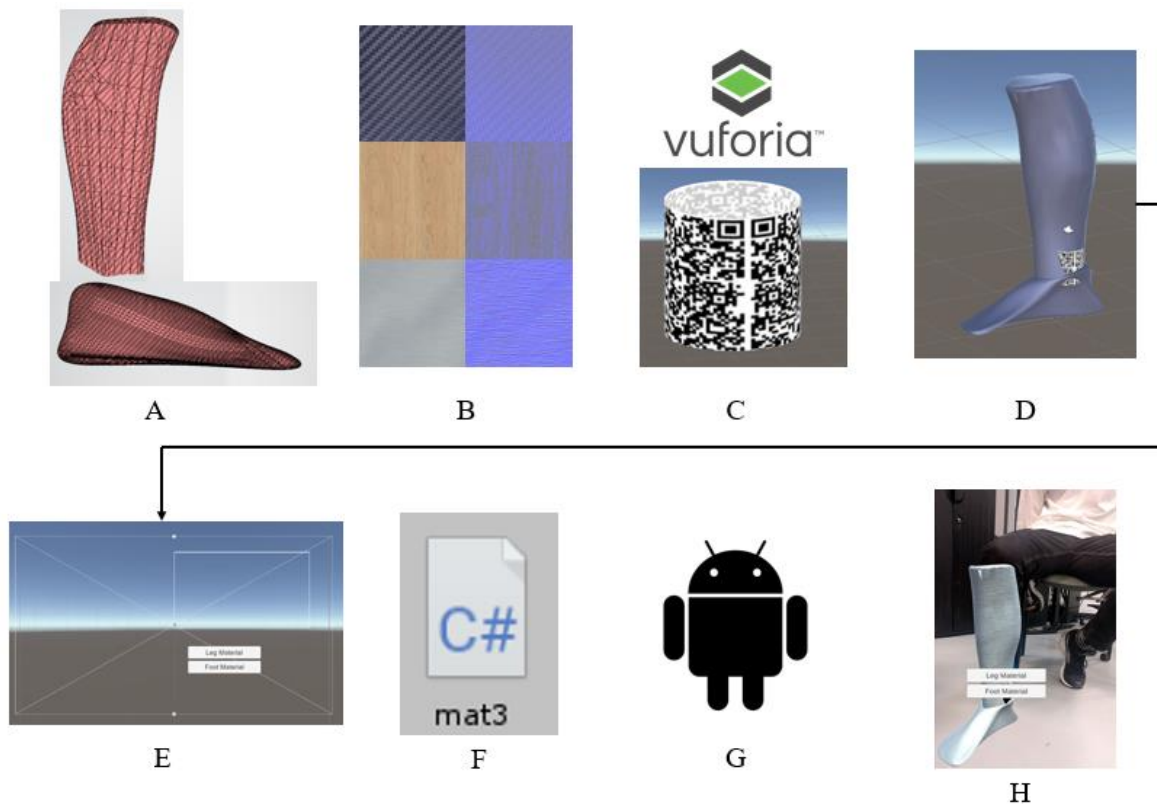 vuforia™
A
B
C
D
Leg Material
Foot Material
C#
mat3
Leg Material
Foot Material
E
F
G
H